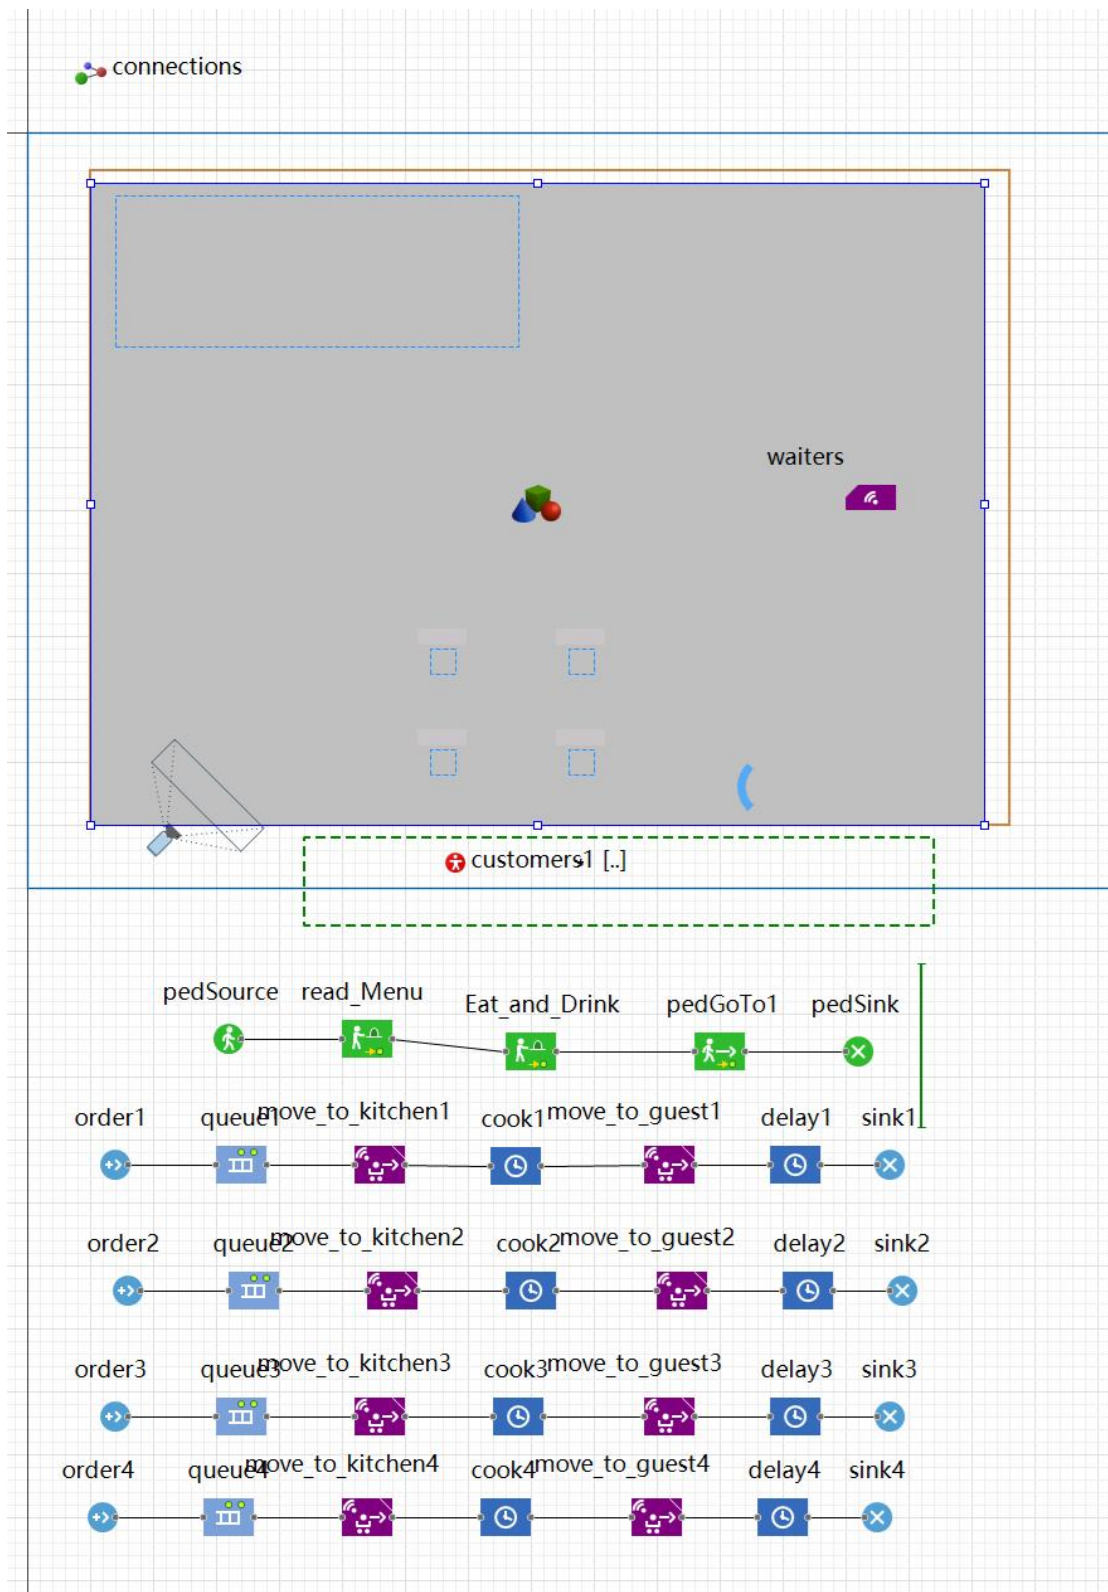 connections
waiters
customers1 [..]
pedSource read_Menu Eat_and_Drink pedGoTo1 pedSink
order1 queue1 move_to_kitchen1 cook1 move_to_guest1 delay1 sink1
order2 queue2 move_to_kitchen2 cook2 move_to_guest2 delay2 sink2
order3 queue3 move_to_kitchen3 cook3 move_to_guest3 delay3 sink3
order4 queue4 move_to_kitchen4 cook4 move_to_guest4 delay4 sink4